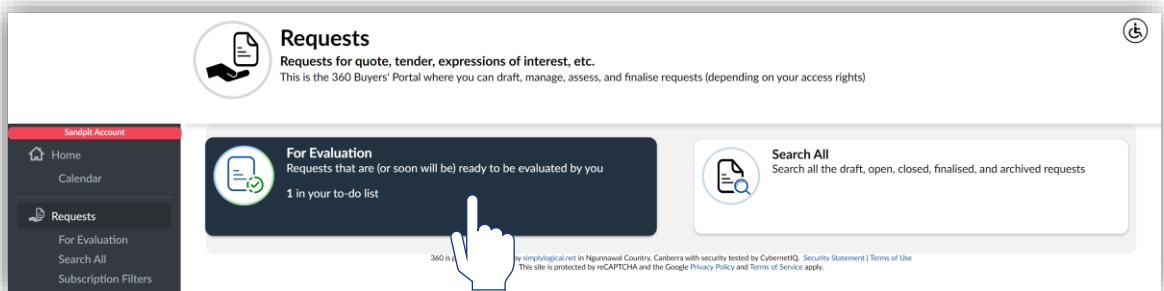 Requests
Requests for quote, tender, expressions of interest, etc.
This is the 360 Buyers' Portal where you can draft, manage, assess, and finalise requests (depending on your access rights)
Sandpit Account
Home
Calendar
Requests
For Evaluation
Search All
Subscription Filters
For Evaluation
Requests that are (or soon will be) ready to be evaluated by you
1 in your to-do list
Search All
Search all the draft, open, closed, finalised, and archived requests
360 is by simplylogical.net in Ngunnawal Country, Canberra with security tested by CybernetIQ. Security Statement | Terms of Use
This site is protected by reCAPTCHA and the Google Privacy Policy and Terms of Service apply.